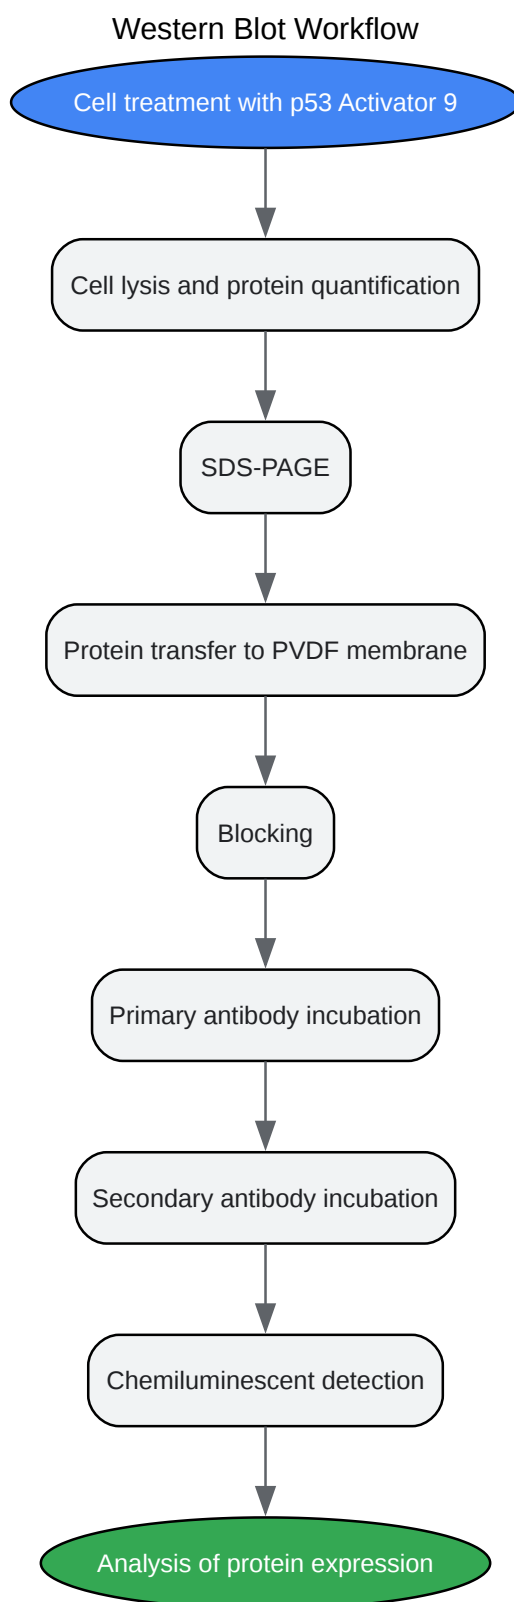 Western Blot Workflow
Cell treatment with p53 Activator 9
Cell lysis and protein quantification
SDS-PAGE
Protein transfer to PVDF membrane
Blocking
Primary antibody incubation
Secondary antibody incubation
Chemiluminescent detection
Analysis of protein expression